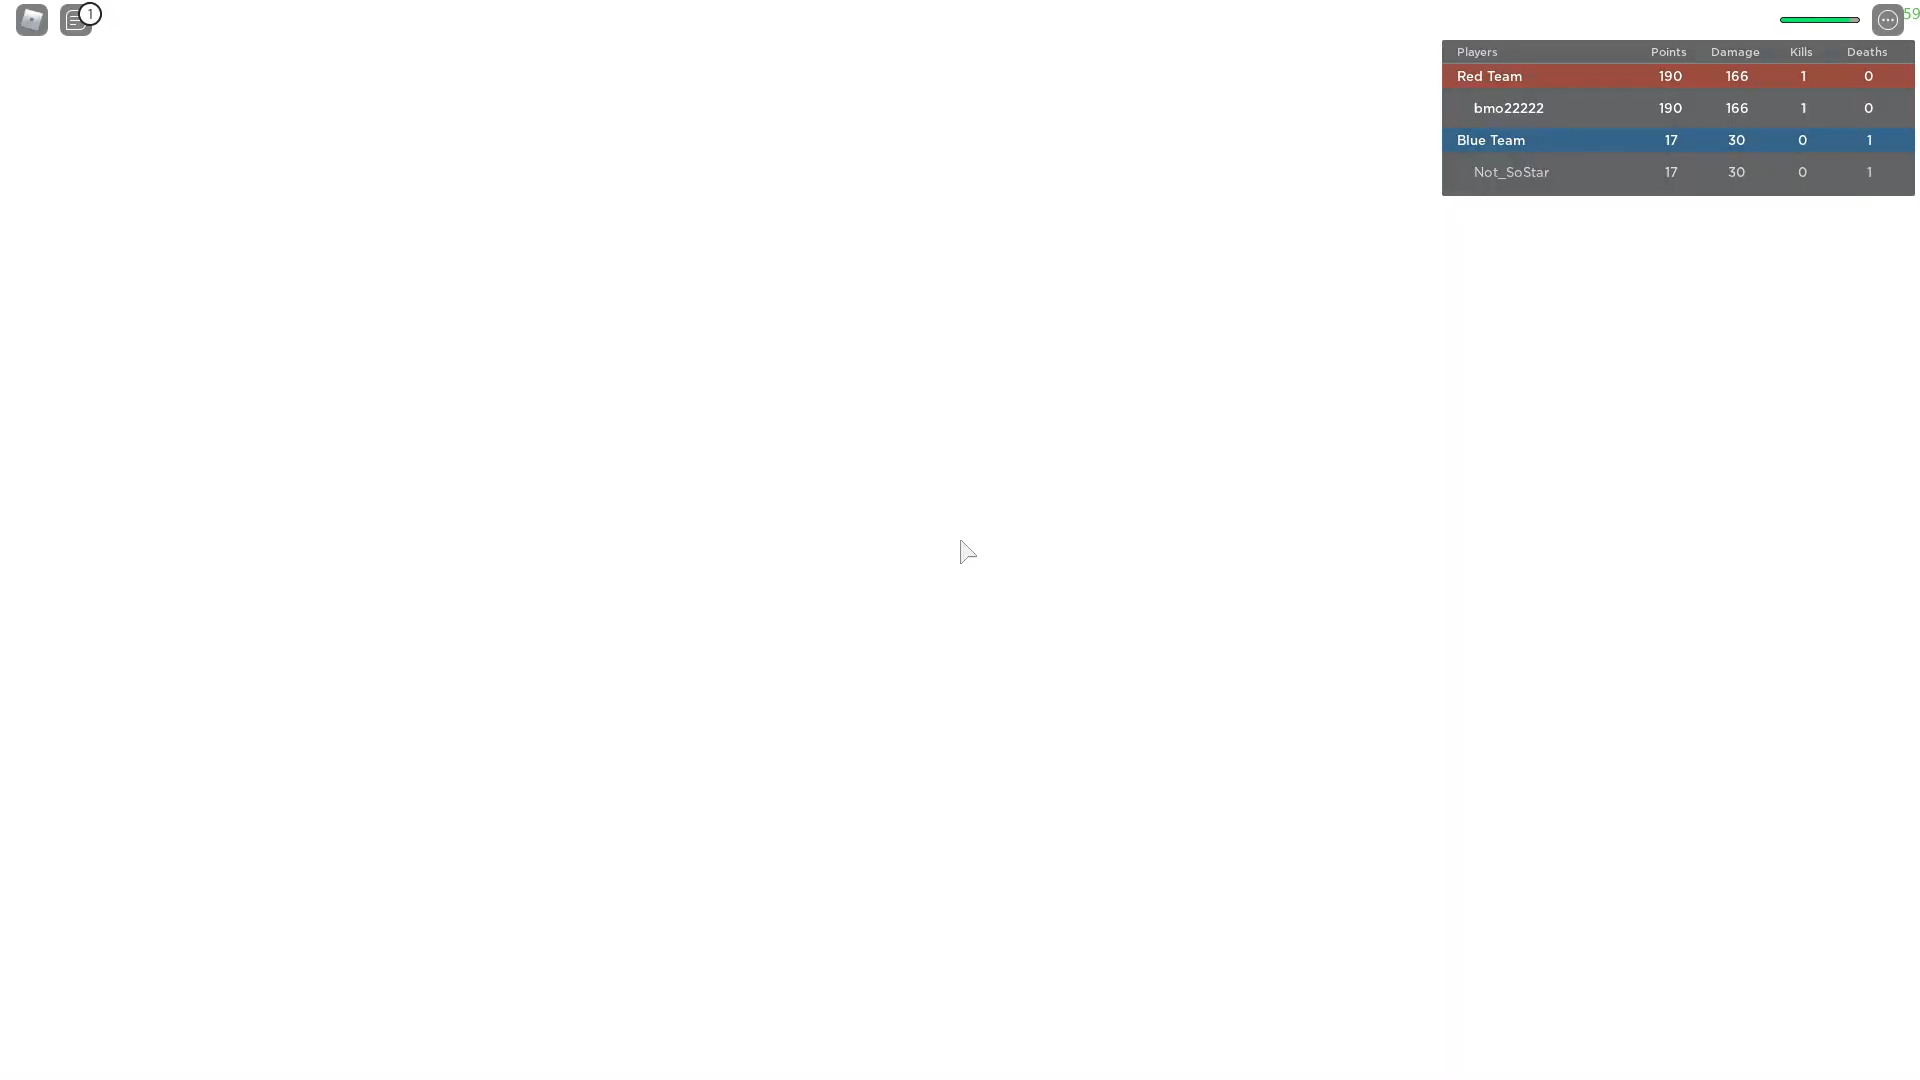 1
59
Players Points Damage Kills Deaths
Red Team 190 166 1 0
bmo22222 190 166 1 0
Blue Team 17 30 0 1
Not_SoStar 17 30 0 1